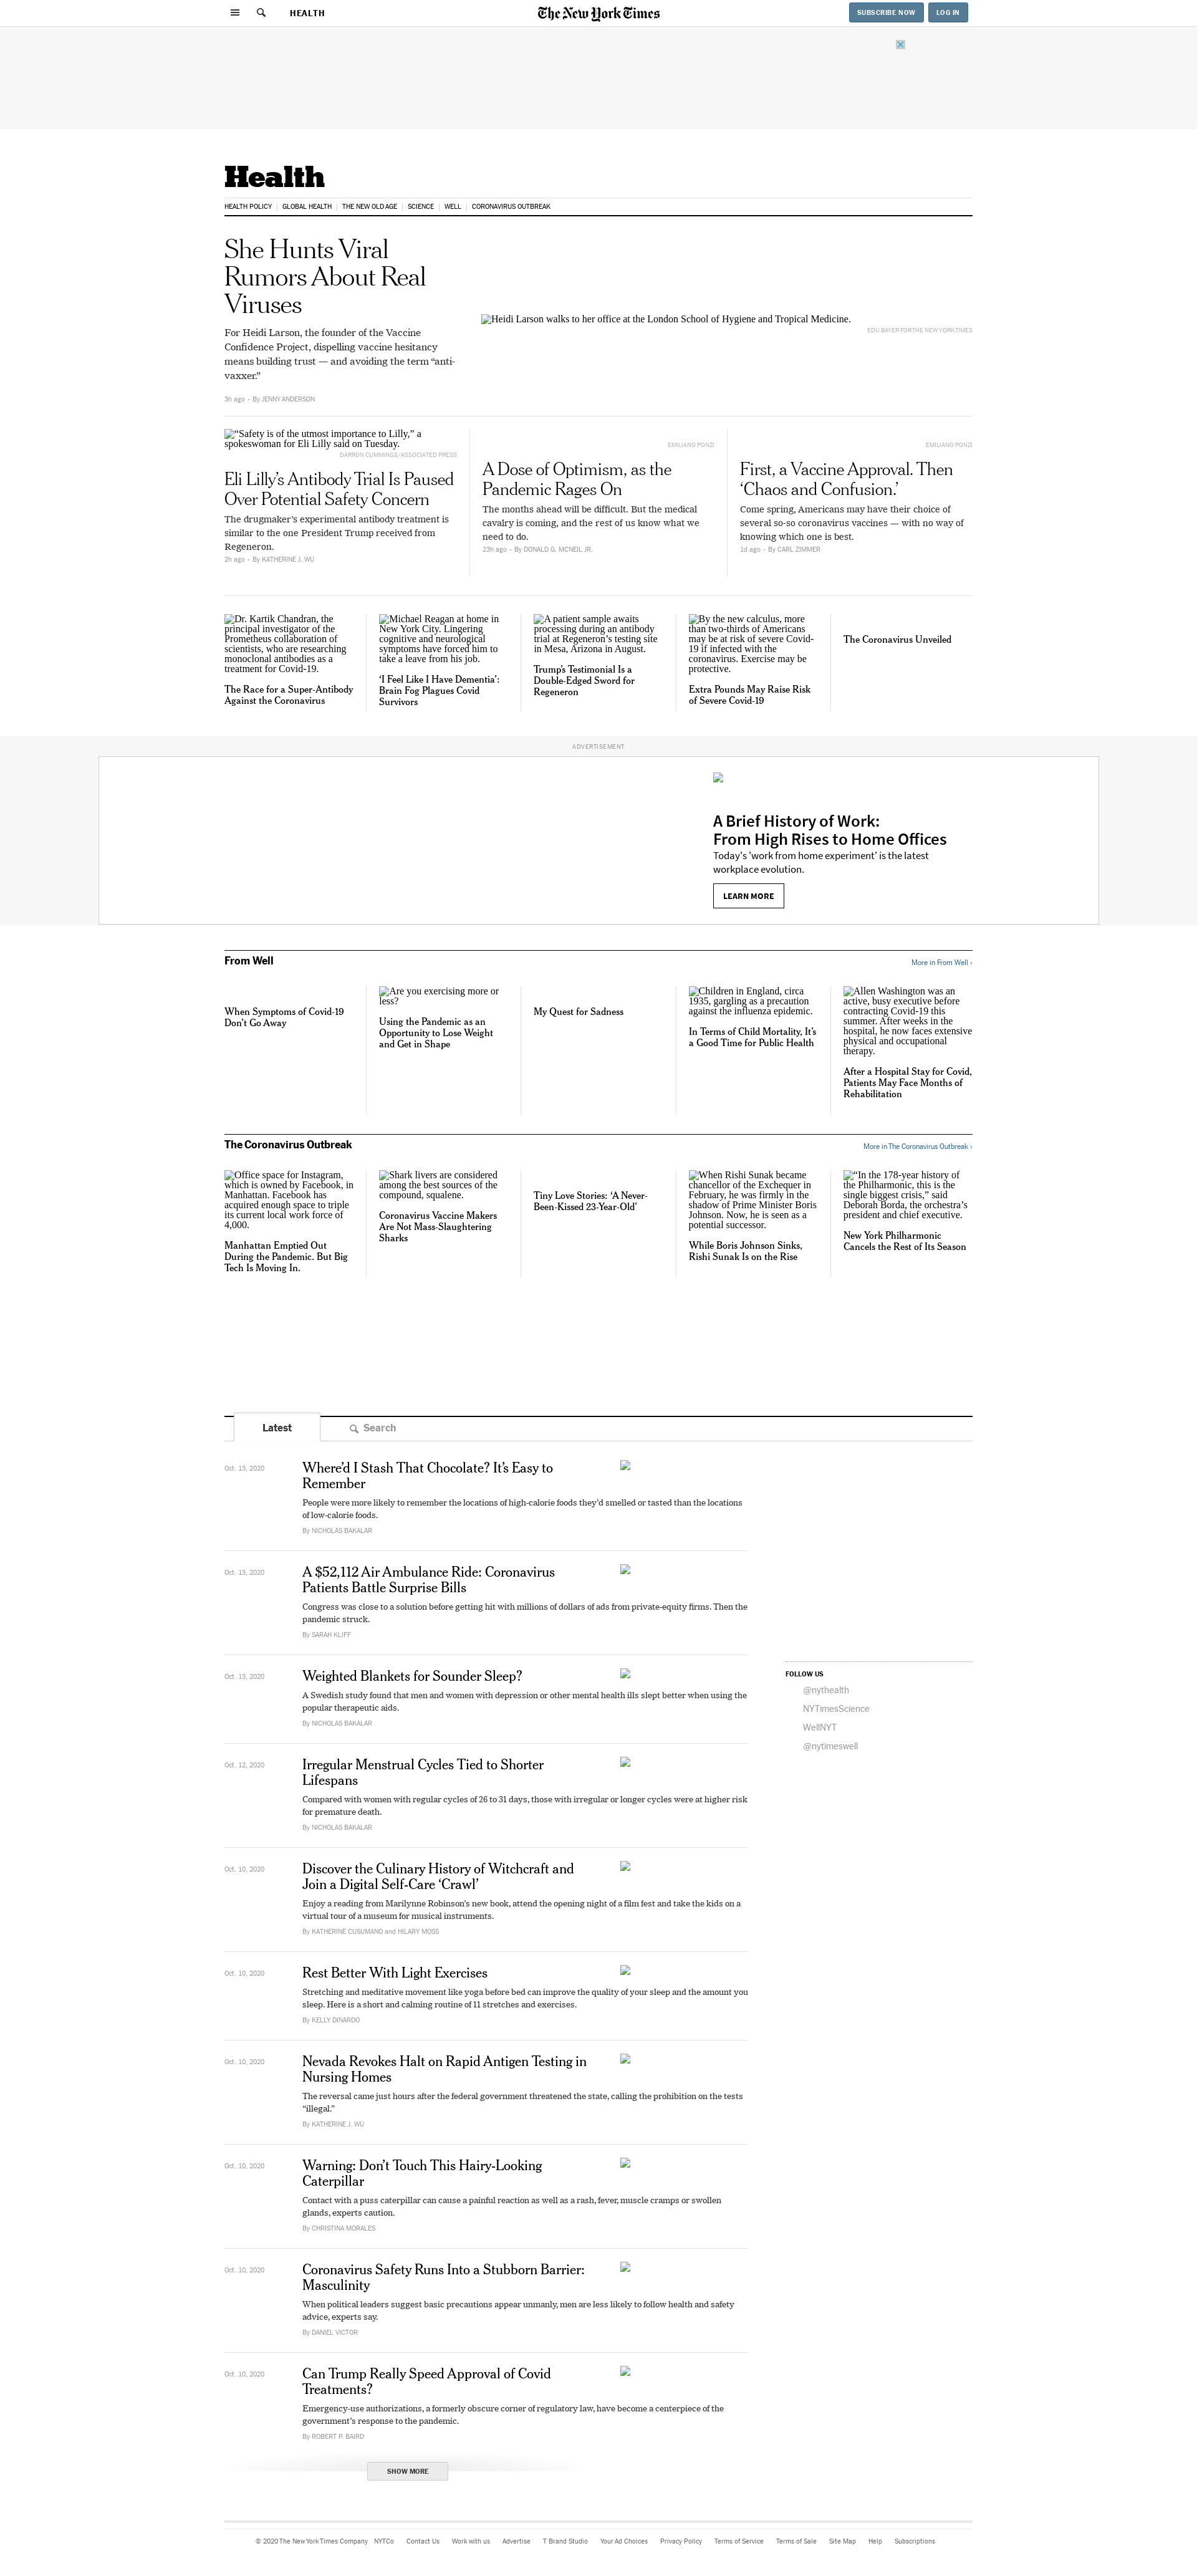 HEALTH
The New York Times
SUBSCRIBE NOW
LOG IN
Health
HEALTH POLICY
GLOBAL HEALTH
THE NEW OLD AGE
SCIENCE
WELL
CORONAVIRUS OUTBREAK
She Hunts Viral
Rumors About Real
Viruses
For Heidi Larson, the founder of the Vaccine
Confidence Project, dispelling vaccine hesitancy
means building trust — and avoiding the term “anti-
vaxxer.”
3h ago • By JENNY ANDERSON
Heidi Larson walks to her office at the London School of Hygiene and Tropical Medicine.
EDU BAYER FOR THE NEW YORK TIMES
“Safety is of the utmost importance to Lilly,” a
spokeswoman for Eli Lilly said on Tuesday.
DARRON CUMMINGS/ASSOCIATED PRESS
Eli Lilly’s Antibody Trial Is Paused
Over Potential Safety Concern
The drugmaker’s experimental antibody treatment is
similar to the one President Trump received from
Regeneron.
2h ago • By KATHERINE J. WU
EMILIANO PONZI
A Dose of Optimism, as the
Pandemic Rages On
The months ahead will be difficult. But the medical
cavalry is coming, and the rest of us know what we
need to do.
23h ago • By DONALD G. MCNEIL JR.
EMILIANO PONZI
First, a Vaccine Approval. Then
‘Chaos and Confusion.’
Come spring, Americans may have their choice of
several so-so coronavirus vaccines — with no way of
knowing which one is best.
1d ago • By CARL ZIMMER
Dr. Kartik Chandran, the
principal investigator of the
Prometheus collaboration of
scientists, who are researching
monoclonal antibodies as a
treatment for Covid-19.
The Race for a Super-Antibody
Against the Coronavirus
Michael Reagan at home in
New York City. Lingering
cognitive and neurological
symptoms have forced him to
take a leave from his job.
‘I Feel Like I Have Dementia’:
Brain Fog Plagues Covid
Survivors
A patient sample awaits
processing during an antibody
trial at Regeneron’s testing site
in Mesa, Arizona in August.
Trump’s Testimonial Is a
Double-Edged Sword for
Regeneron
By the new calculus, more
than two-thirds of Americans
may be at risk of severe Covid-
19 if infected with the
coronavirus. Exercise may be
protective.
Extra Pounds May Raise Risk
of Severe Covid-19
The Coronavirus Unveiled
ADVERTISEMENT
A Brief History of Work:
From High Rises to Home Offices
Today's 'work from home experiment' is the latest
workplace evolution.
LEARN MORE
From Well
More in From Well ›
When Symptoms of Covid-19
Don’t Go Away
Are you exercising more or
less?
Using the Pandemic as an
Opportunity to Lose Weight
and Get in Shape
My Quest for Sadness
Children in England, circa
1935, gargling as a precaution
against the influenza epidemic.
In Terms of Child Mortality, It’s
a Good Time for Public Health
Allen Washington was an
active, busy executive before
contracting Covid-19 this
summer. After weeks in the
hospital, he now faces extensive
physical and occupational
therapy.
After a Hospital Stay for Covid,
Patients May Face Months of
Rehabilitation
The Coronavirus Outbreak
More in The Coronavirus Outbreak ›
Office space for Instagram,
which is owned by Facebook, in
Manhattan. Facebook has
acquired enough space to triple
its current local work force of
4,000.
Manhattan Emptied Out
During the Pandemic. But Big
Tech Is Moving In.
Shark livers are considered
among the best sources of the
compound, squalene.
Coronavirus Vaccine Makers
Are Not Mass-Slaughtering
Sharks
Tiny Love Stories: ‘A Never-
Been-Kissed 23-Year-Old’
When Rishi Sunak became
chancellor of the Exchequer in
February, he was firmly in the
shadow of Prime Minister Boris
Johnson. Now, he is seen as a
potential successor.
While Boris Johnson Sinks,
Rishi Sunak Is on the Rise
“In the 178-year history of
the Philharmonic, this is the
single biggest crisis,” said
Deborah Borda, the orchestra’s
president and chief executive.
New York Philharmonic
Cancels the Rest of Its Season
Latest
Search
Oct. 13, 2020
Where’d I Stash That Chocolate? It’s Easy to
Remember
People were more likely to remember the locations of high-calorie foods they’d smelled or tasted than the locations
of low-calorie foods.
By NICHOLAS BAKALAR
Oct. 13, 2020
A $52,112 Air Ambulance Ride: Coronavirus
Patients Battle Surprise Bills
Congress was close to a solution before getting hit with millions of dollars of ads from private-equity firms. Then the
pandemic struck.
By SARAH KLIFF
Oct. 13, 2020
Weighted Blankets for Sounder Sleep?
A Swedish study found that men and women with depression or other mental health ills slept better when using the
popular therapeutic aids.
By NICHOLAS BAKALAR
Oct. 12, 2020
Irregular Menstrual Cycles Tied to Shorter
Lifespans
Compared with women with regular cycles of 26 to 31 days, those with irregular or longer cycles were at higher risk
for premature death.
By NICHOLAS BAKALAR
Oct. 10, 2020
Discover the Culinary History of Witchcraft and
Join a Digital Self-Care ‘Crawl’
Enjoy a reading from Marilynne Robinson’s new book, attend the opening night of a film fest and take the kids on a
virtual tour of a museum for musical instruments.
By KATHERINE CUSUMANO and HILARY MOSS
Oct. 10, 2020
Rest Better With Light Exercises
Stretching and meditative movement like yoga before bed can improve the quality of your sleep and the amount you
sleep. Here is a short and calming routine of 11 stretches and exercises.
By KELLY DINARDO
Oct. 10, 2020
Nevada Revokes Halt on Rapid Antigen Testing in
Nursing Homes
The reversal came just hours after the federal government threatened the state, calling the prohibition on the tests
“illegal.”
By KATHERINE J. WU
Oct. 10, 2020
Warning: Don’t Touch This Hairy-Looking
Caterpillar
Contact with a puss caterpillar can cause a painful reaction as well as a rash, fever, muscle cramps or swollen
glands, experts caution.
By CHRISTINA MORALES
Oct. 10, 2020
Coronavirus Safety Runs Into a Stubborn Barrier:
Masculinity
When political leaders suggest basic precautions appear unmanly, men are less likely to follow health and safety
advice, experts say.
By DANIEL VICTOR
Oct. 10, 2020
Can Trump Really Speed Approval of Covid
Treatments?
Emergency-use authorizations, a formerly obscure corner of regulatory law, have become a centerpiece of the
government’s response to the pandemic.
By ROBERT P. BAIRD
SHOW MORE
FOLLOW US
@nythealth
NYTimesScience
WellNYT
@nytimeswell
© 2020 The New York Times Company
NYTCo
Contact Us
Work with us
Advertise
T Brand Studio
Your Ad Choices
Privacy Policy
Terms of Service
Terms of Sale
Site Map
Help
Subscriptions